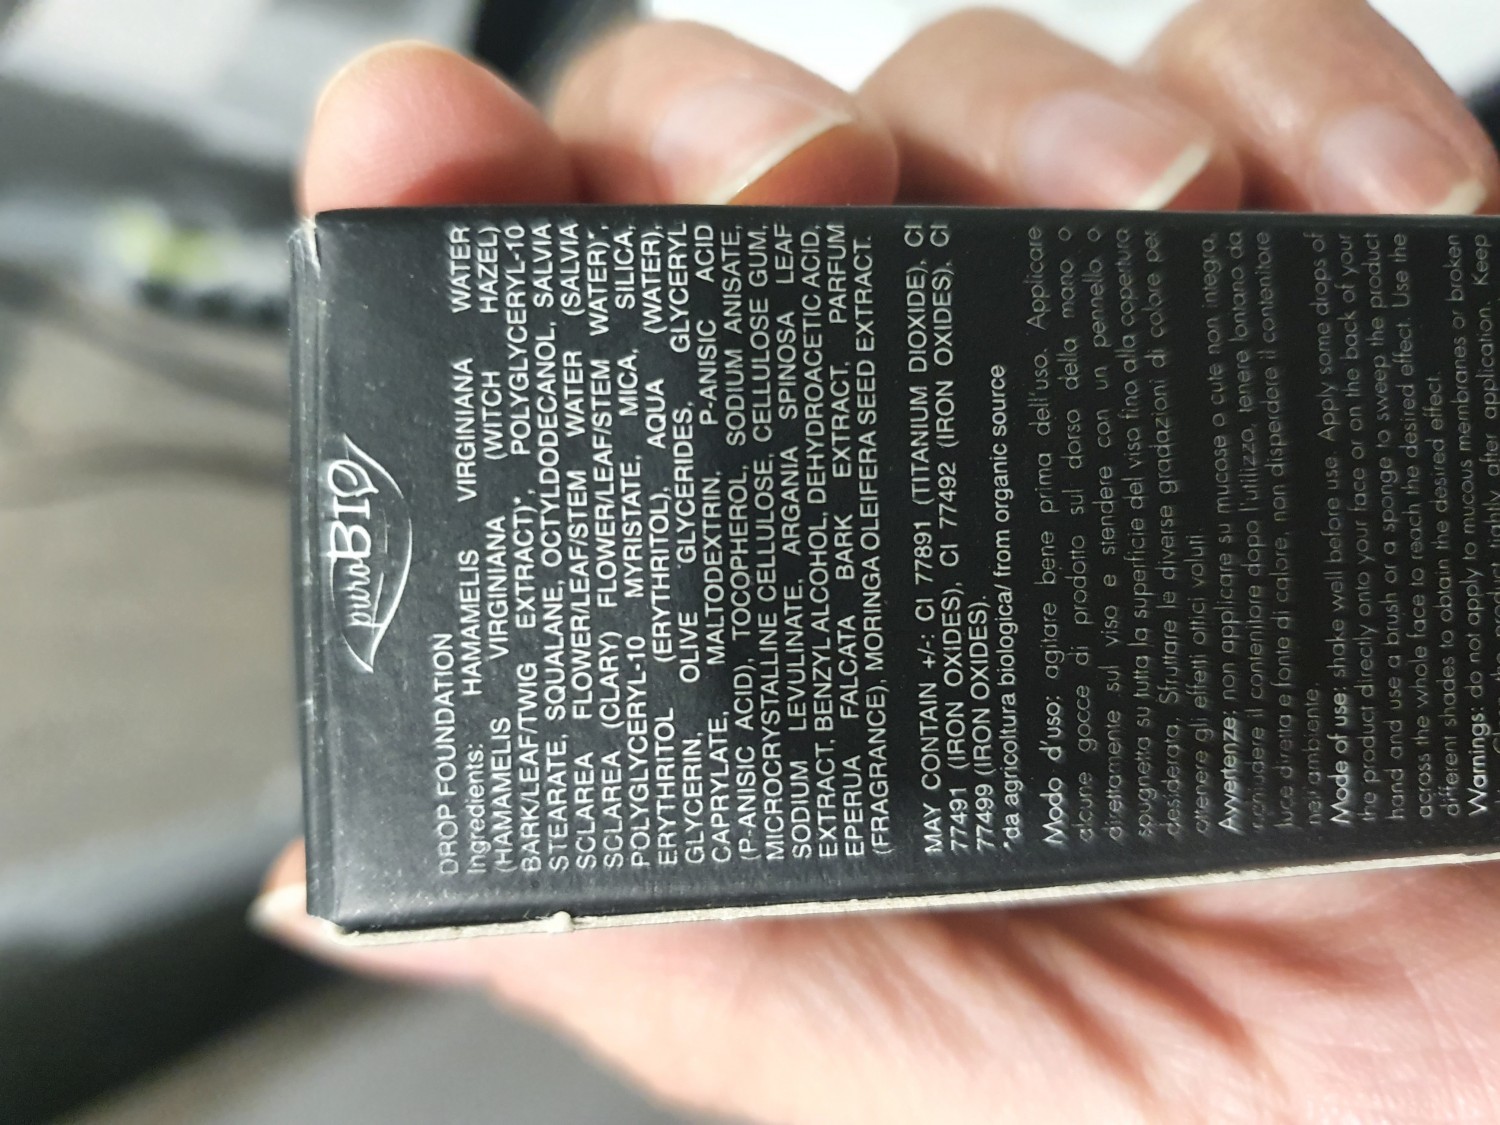 puroBIO
DROP FOUNDATION
Ingredients: HAMAMELIS VIRGINIANA WATER
(HAMAMELIS VIRGINIANA (WITCH HAZEL)
BARK/LEAF/TWIG EXTRACT)*, POLYGLYCERYL-10
STEARATE, SQUALANE, OCTYLDODECANOL, SALVIA
SCLAREA FLOWER/LEAF/STEM WATER (SALVIA
SCLAREA (CLARY) FLOWER/LEAF/STEM WATER)*,
POLYGLYCERYL-10 MYRISTATE, MICA, SILICA,
ERYTHRITOL (ERYTHRITOL), AQUA (WATER),
GLYCERIN, OLIVE GLYCERIDES, GLYCERYL
CAPRYLATE, MALTODEXTRIN, P-ANISIC ACID
(P-ANISIC ACID), TOCOPHEROL, SODIUM ANISATE,
MICROCRYSTALLINE CELLULOSE, CELLULOSE GUM,
SODIUM LEVULINATE, ARGANIA SPINOSA LEAF
EXTRACT, BENZYLALCOHOL, DEHYDROACETIC ACID,
EPERUA FALCATA BARK EXTRACT, PARFUM
(FRAGRANCE), MORINGA OLEIFERA SEED EXTRACT.
MAY CONTAIN +/-: CI 77891 (TITANIUM DIOXIDE), CI
77491 (IRON OXIDES), CI 77492 (IRON OXIDES), CI
77499 (IRON OXIDES).
*da agricoltura biologica/ from organic source
Modo d'uso: agitare bene prima dell'uso. Applicare
alcune gocce di prodotto sul dorso della mano o
direttamente sul viso e stendere con un pennello o
spugnetta su tutta la superficie del viso fino alla copertura
desiderata. Sfruttare le diverse gradazioni di colore per
ottenere gli effetti ottici voluti.
Avvertenze: non applicare su mucose o cute non integra,
richiudere il contenitore dopo l'utilizzo, tenere lontano da
luce diretta e fonte di calore, non disperdere il contenitore
nell'ambiente.
Mode of use: shake well before use. Apply some drops of
the product directly onto your face or on the back of your
hand and use a brush or a sponge to sweep the product
across the whole face to reach the desired effect. Use the
different shades to obtain the desired effect.
Warnings: do not apply to mucous membranes or broken
the product tightly after application. Keep